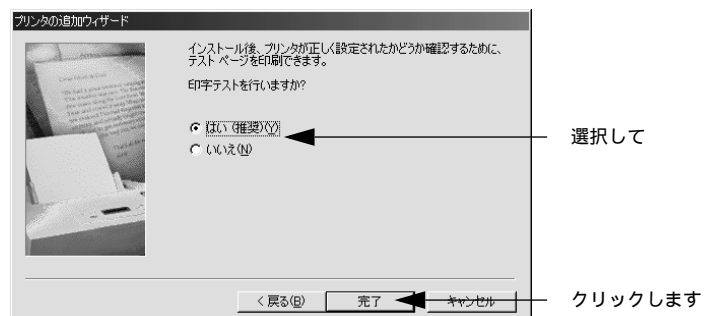 プリンタの追加ウィザード
インストール後、プリンタが正しく設定されたかどうか確認するために、
テスト ページを印刷できます。
印字テストを行いますか?
はい (推奨)(Y)
選択して
いいえ(N)
< 戻る(B)
完了
キャンセル
クリックします